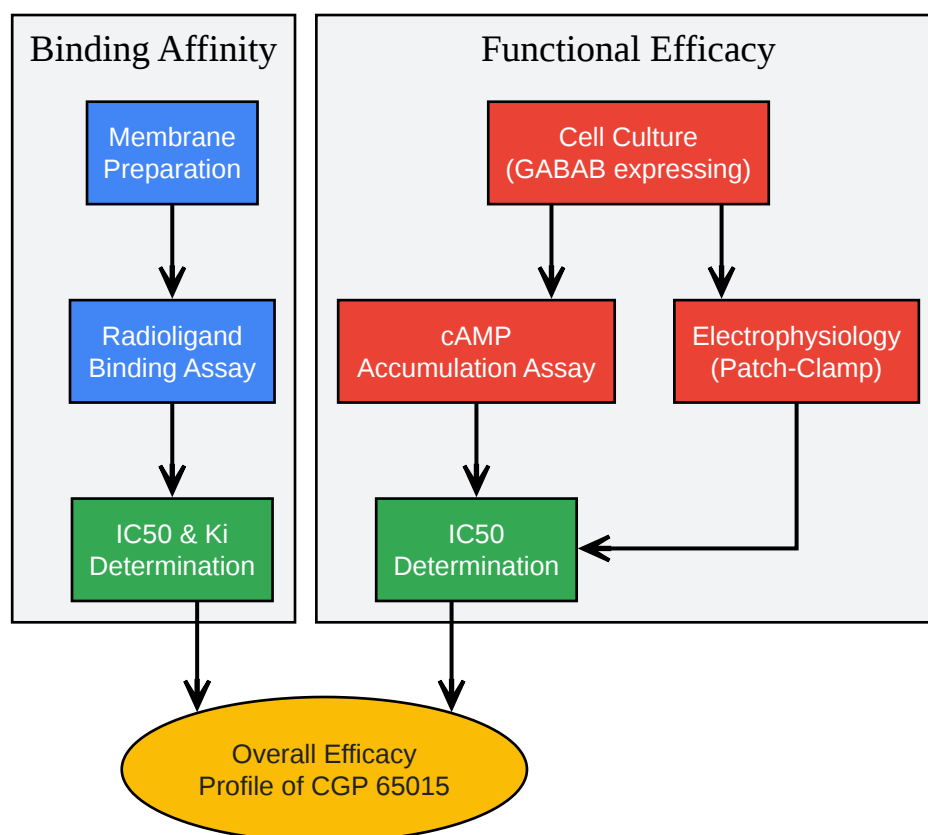 Binding Affinity
Membrane
Preparation
Radioligand
Binding Assay
IC50 & Ki
Determination
Functional Efficacy
Cell Culture
(GABAB expressing)
cAMP
Accumulation Assay
Electrophysiology
(Patch-Clamp)
IC50
Determination
Overall Efficacy
Profile of CGP 65015